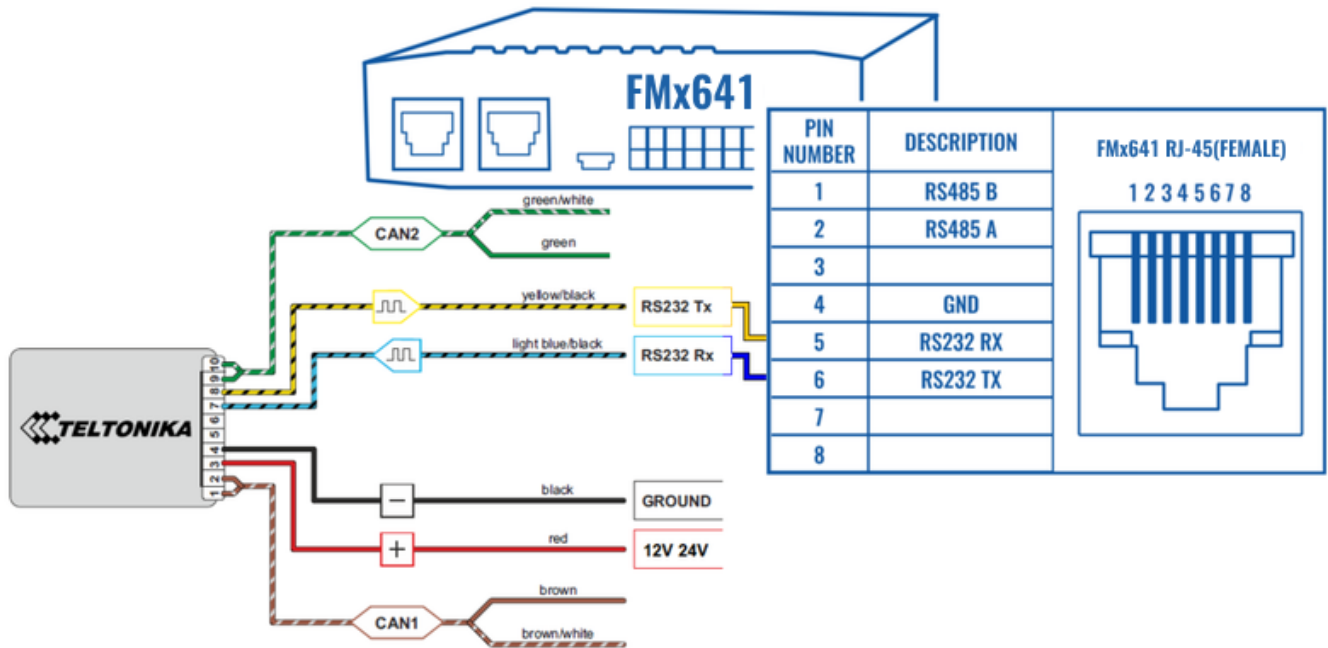 FMx641
PIN NUMBER DESCRIPTION FMx641 RJ-45(FEMALE)
1 RS485 B 1 2 3 4 5 6 7 8
2 RS485 A
3
4 GND
5 RS232 RX
6 RS232 TX
7
8
green/white
CAN2
green
yellow/black
RS232 Tx
light blue/black
RS232 Rx
TELTONIKA
10
9
8
7
6
5
4
3
2
1
black
− GROUND
red
+ 12V 24V
brown
CAN1
brown/white